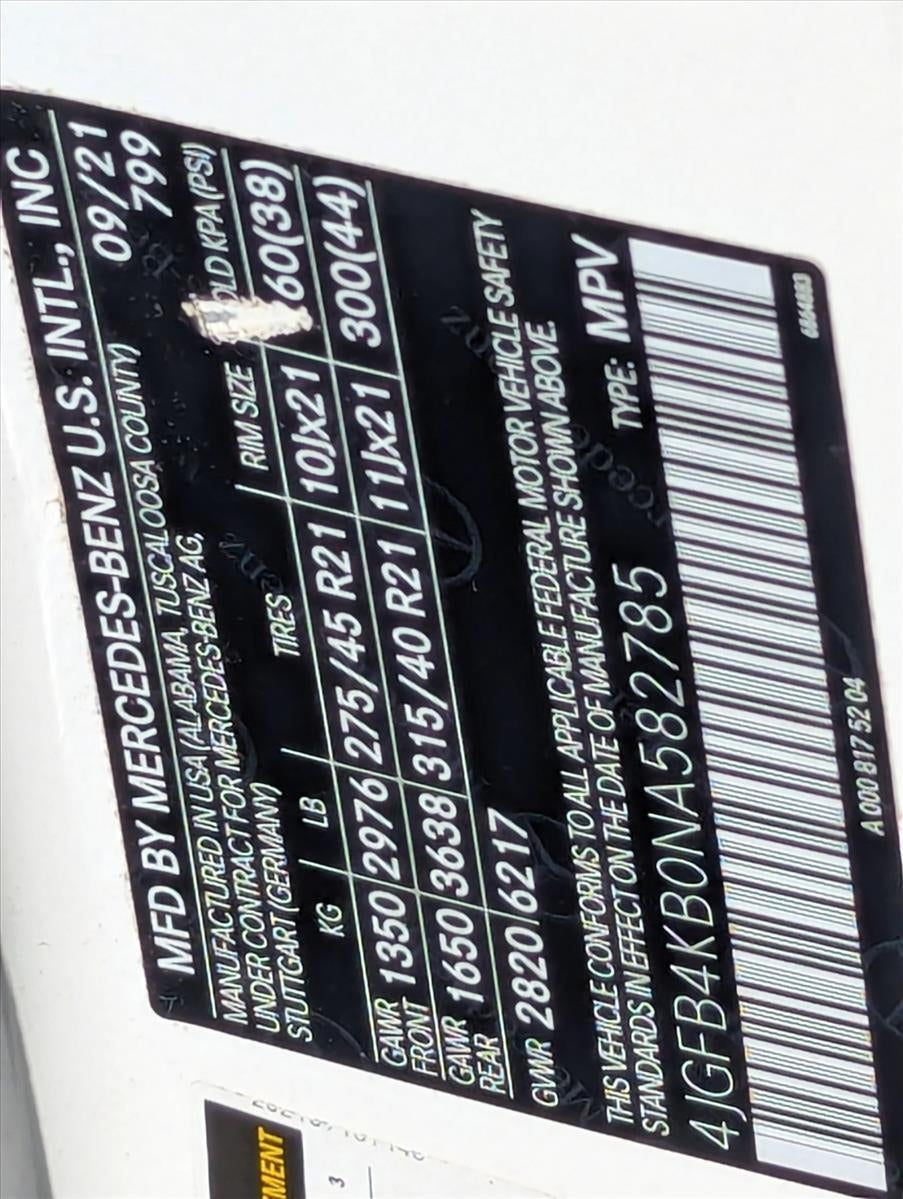 MFD BY MERCEDES-BENZ U.S. INTL., INC
MANUFACTURED IN USA (ALABAMA, TUSCALOOSA COUNTY) 09/21
UNDER CONTRACT FOR MERCEDES-BENZ AG, 799
STUTTGART (GERMANY)
KG LB TIRES RIM SIZE OLD KPA (PSI)
GAWR FRONT 1350 2976 275/45 R21 10Jx21 60(38)
GAWR REAR 1650 3638 315/40 R21 11Jx21 300(44)
GVWR 2820 6217
THIS VEHICLE CONFORMS TO ALL APPLICABLE FEDERAL MOTOR VEHICLE SAFETY
STANDARDS IN EFFECT ON THE DATE OF MANUFACTURE SHOWN ABOVE.
4JGFB4KB0NA582785 TYPE: MPV
A 000 817 52 04
EMENT
3